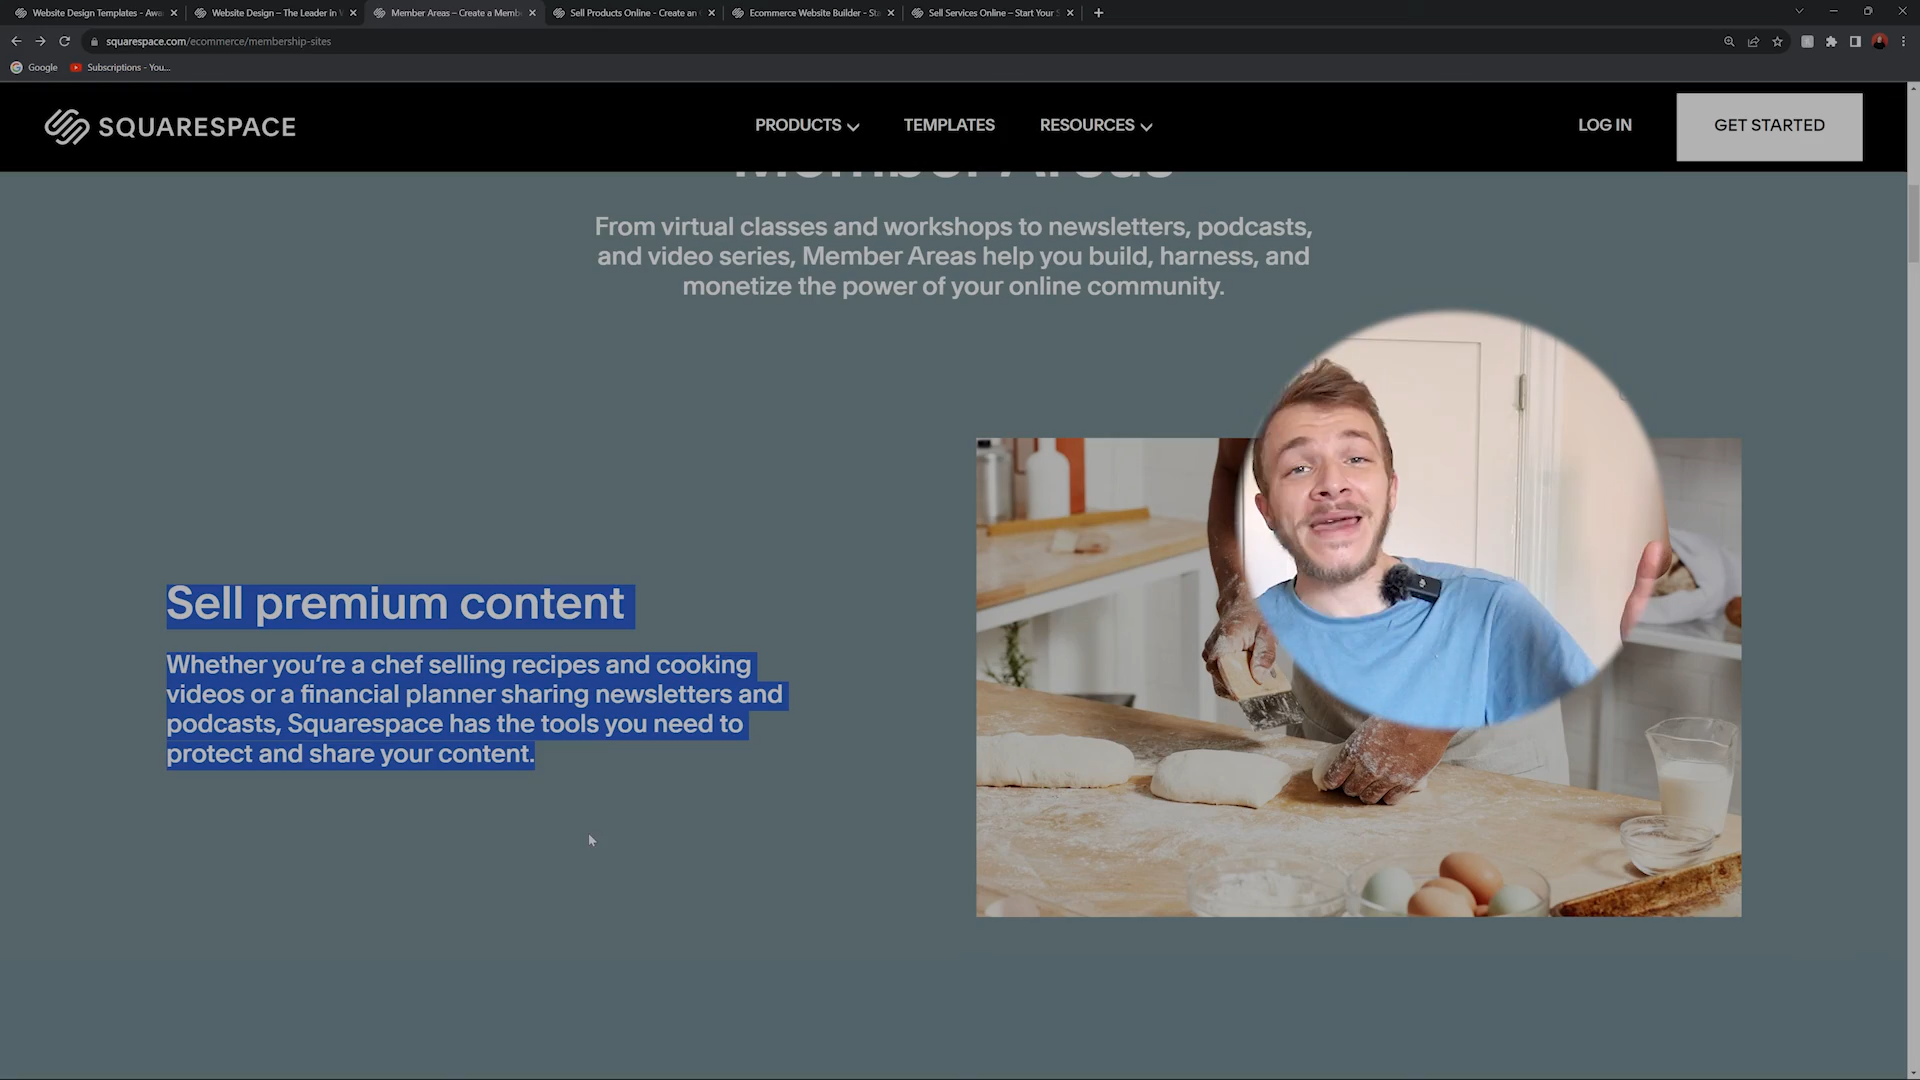 Website Design Templates - Awa
Website Design – The Leader in W
Member Areas – Create a Memb
Sell Products Online - Create an
Ecommerce Website Builder - Sta
Sell Services Online – Start Your S
squarespace.com/ecommerce/membership-sites
Google
Subscriptions - You...
SQUARESPACE
PRODUCTS
TEMPLATES
RESOURCES
LOG IN
GET STARTED
Member Areas
From virtual classes and workshops to newsletters, podcasts,
and video series, Member Areas help you build, harness, and
monetize the power of your online community.
Sell premium content
Whether you’re a chef selling recipes and cooking
videos or a financial planner sharing newsletters and
podcasts, Squarespace has the tools you need to
protect and share your content.